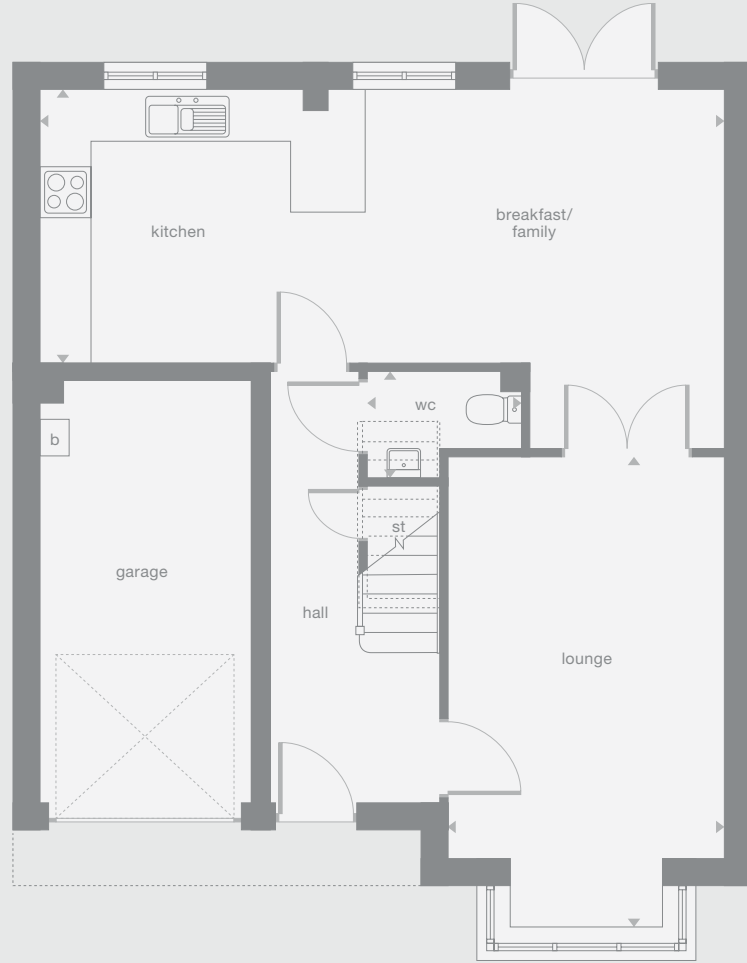 kitchen
breakfast/
family
wc
b
st
garage
hall
lounge